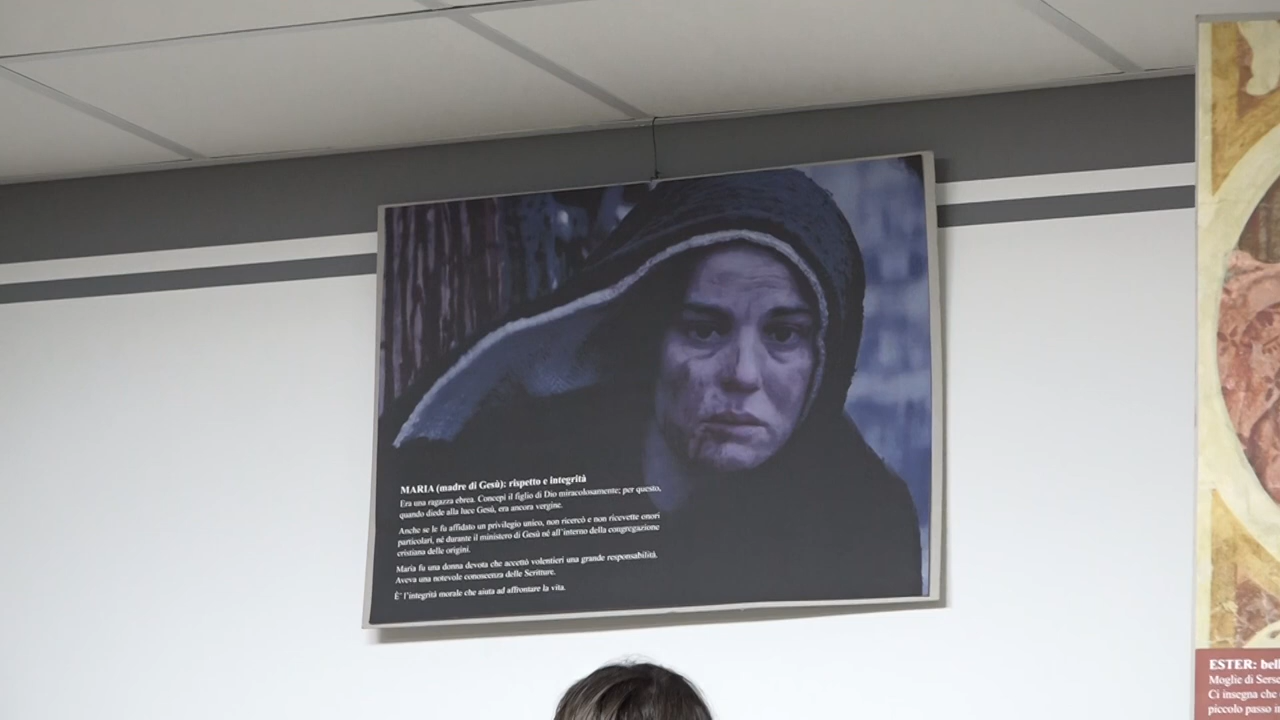 MARIA (madre di Gesù): rispetto e integrità
Era una ragazza ebrea. Concepì il figlio di Dio miracolosamente; per questo,
quando diede alla luce Gesù, era ancora vergine.
Anche se le fu affidato un privilegio unico, non ricercò e non ricevette onori
particolari, né durante il ministero di Gesù né all'interno della congregazione
cristiana delle origini.
Maria fu una donna devota che accettò volentieri una grande responsabilità.
Aveva una notevole conoscenza delle Scritture.
E' l'integrità morale che aiuta ad affrontare la vita.
ESTER: bell
Moglie di Serse
Ci insegna che
piccolo passo in